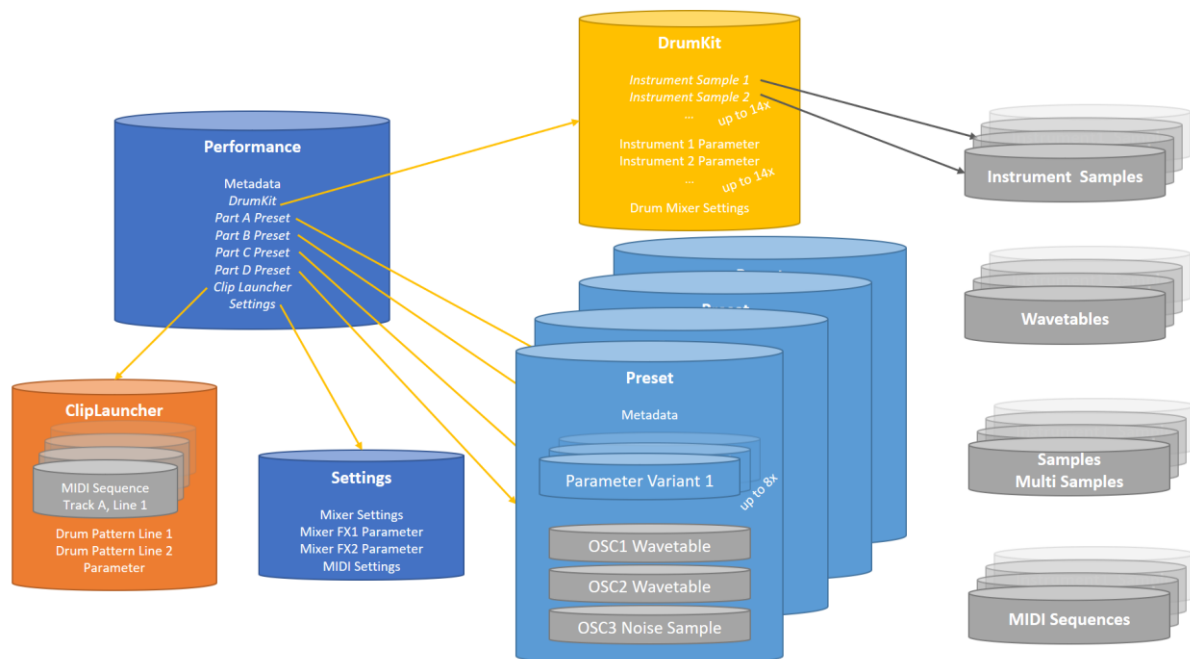 DrumKit
Instrument Sample 1
Instrument Sample 2
...
up to 14x
Instrument 1 Parameter
Instrument 2 Parameter
...
up to 14x
Drum Mixer Settings
Performance
Metadata
DrumKit
Part A Preset
Part B Preset
Part C Preset
Part D Preset
Clip Launcher
Settings
Instrument Samples
Wavetables
Samples
Multi Samples
MIDI Sequences
ClipLauncher
MIDI Sequence
Track A, Line 1
Drum Pattern Line 1
Drum Pattern Line 2
Parameter
Settings
Mixer Settings
Mixer FX1 Parameter
Mixer FX2 Parameter
MIDI Settings
Preset
Metadata
Parameter Variant 1
up to 8x
OSC1 Wavetable
OSC2 Wavetable
OSC3 Noise Sample